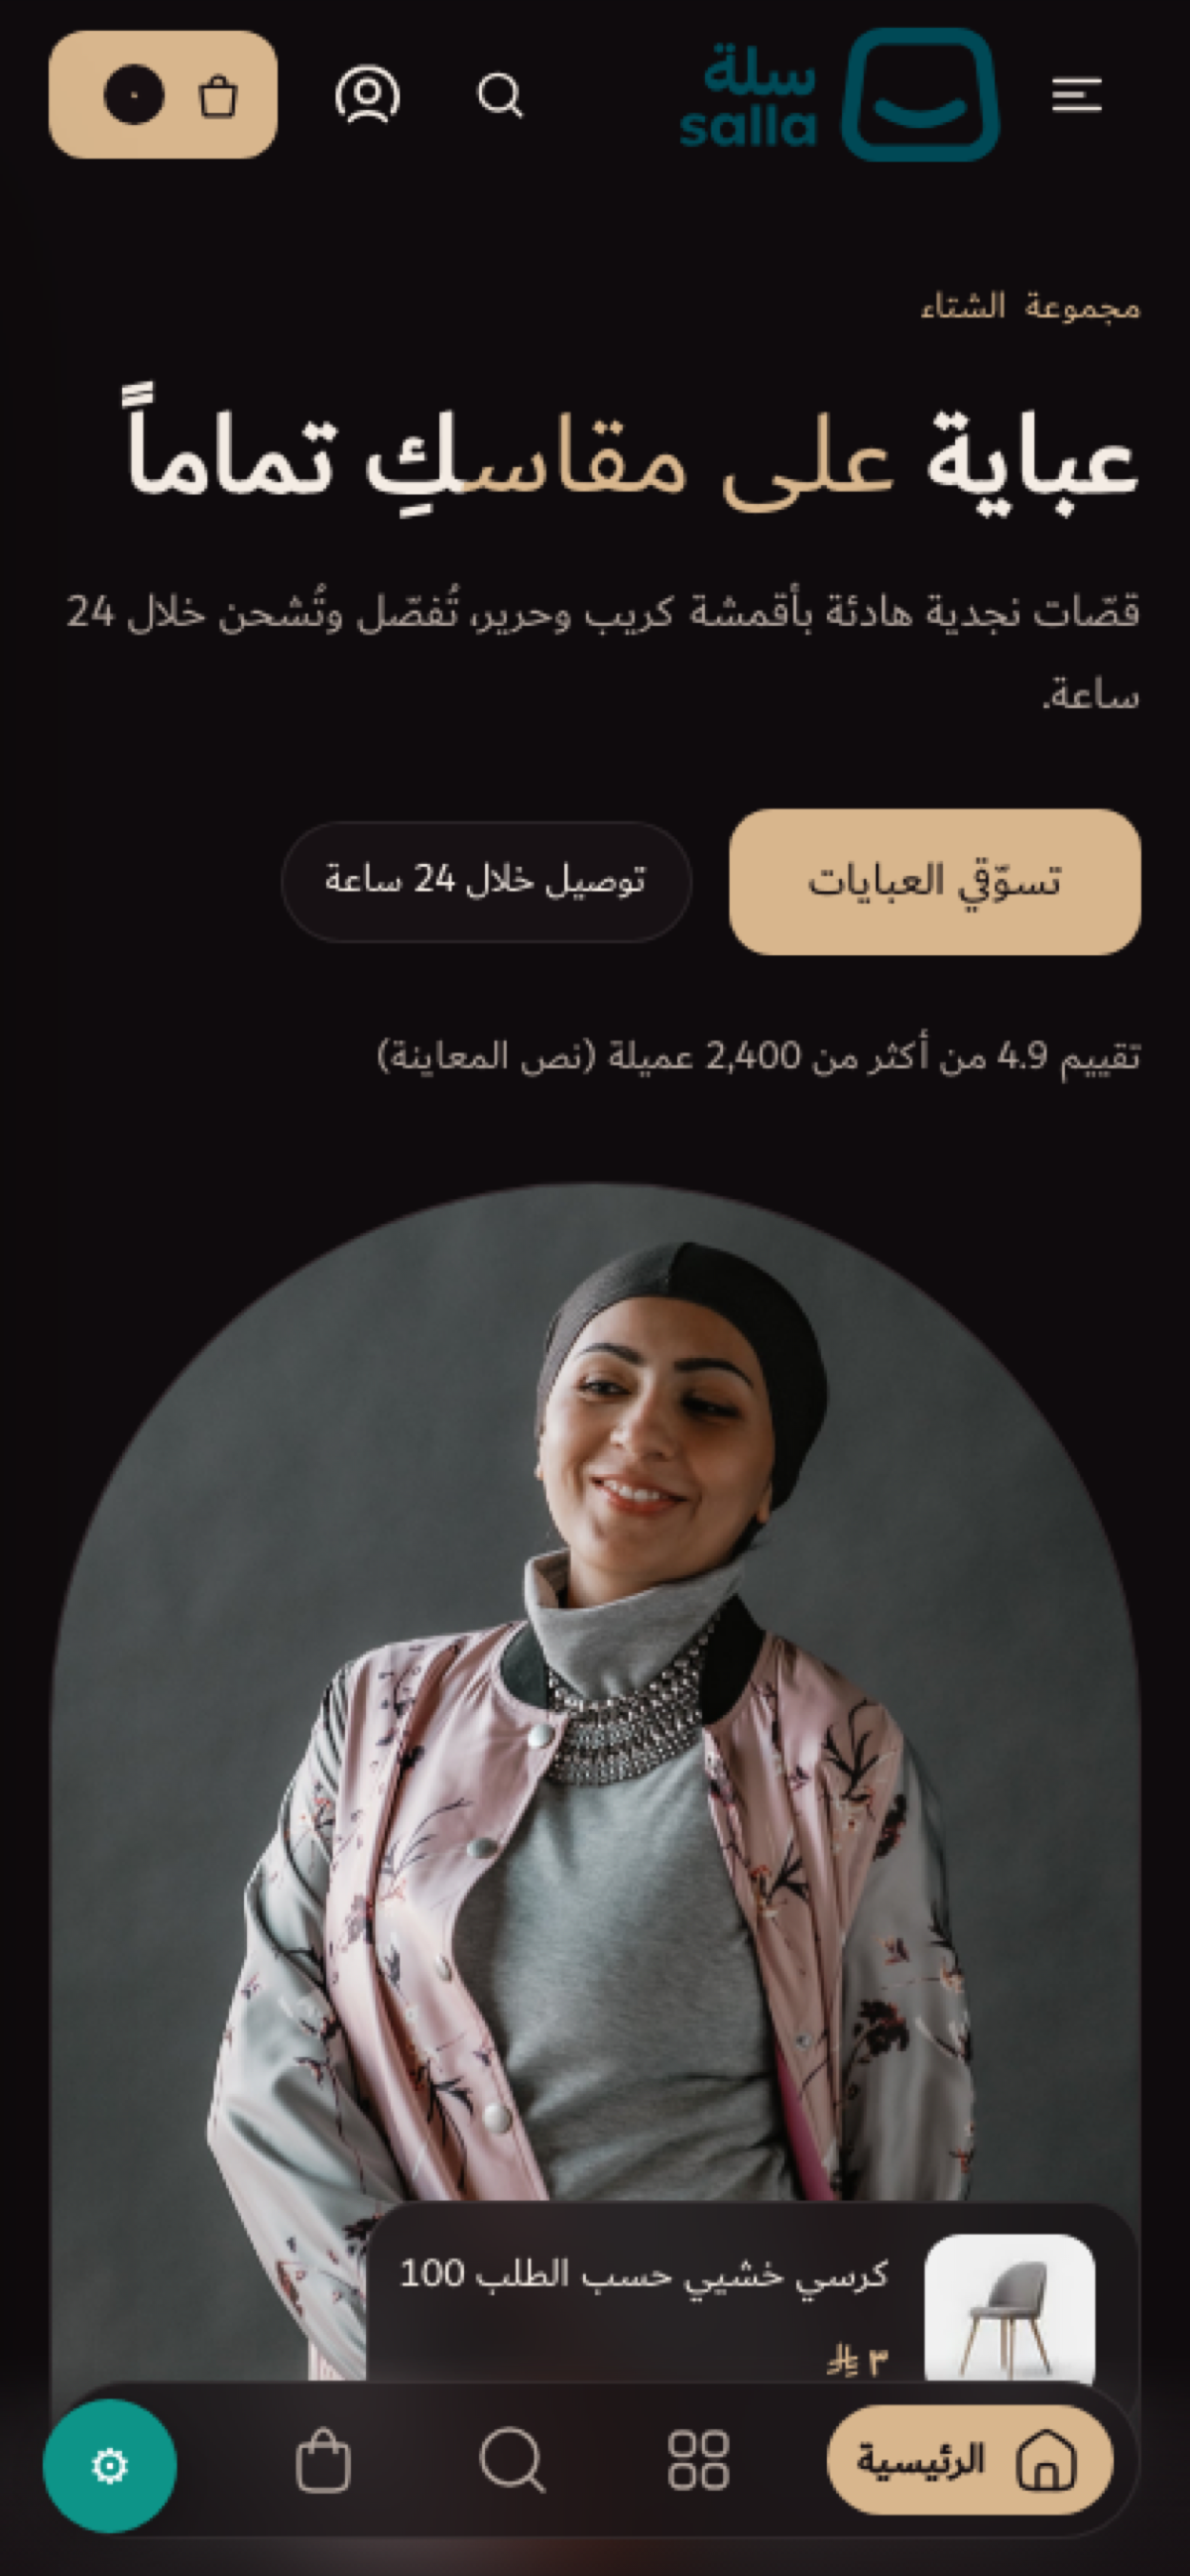 سلة
salla
مجموعة الشتاء
عباية على مقاسكِ تماماً
قصّات نجدية هادئة بأقمشة كريب وحرير، تُفصّل وتُشحن خلال 24
ساعة.
تسوّقي العبايات
توصيل خلال 24 ساعة
تقييم 4.9 من أكثر من 2,400 عميلة (نص المعاينة)
كرسي خشبي حسب الطلب 100
٣ ⃁
الرئيسية